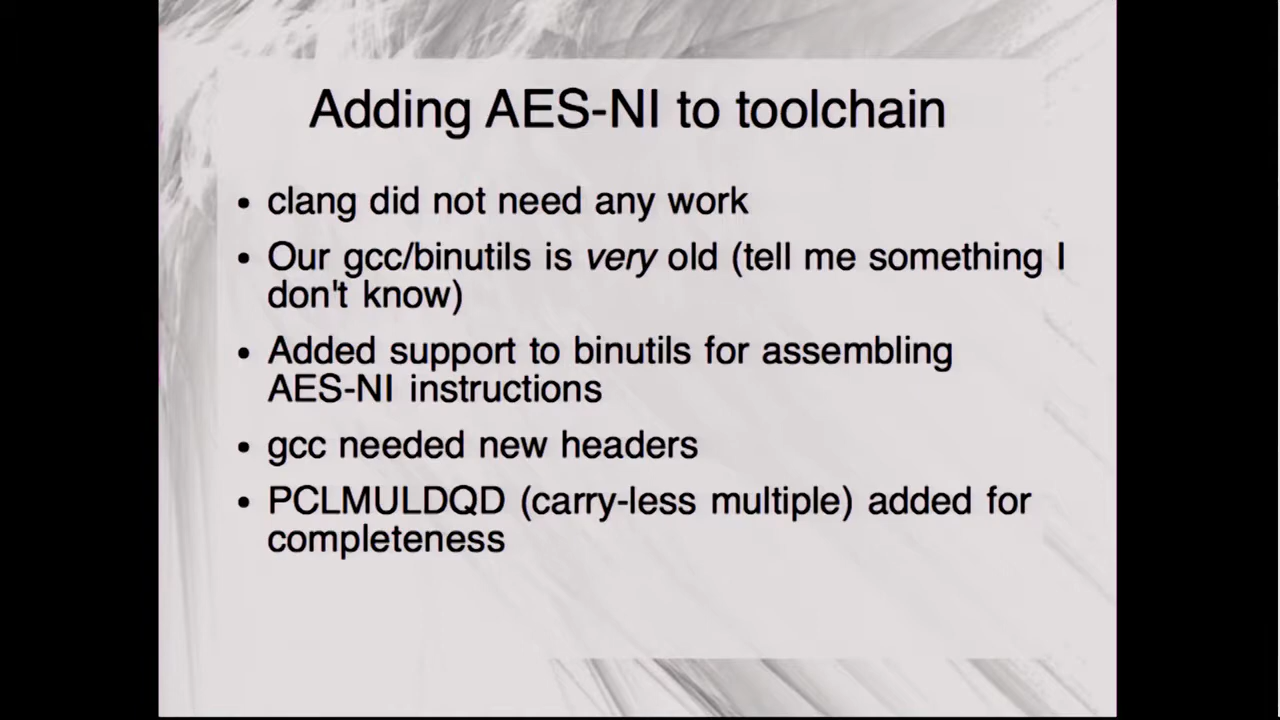 Adding AES-NI to toolchain
• clang did not need any work
• Our gcc/binutils is very old (tell me something I
don't know)
• Added support to binutils for assembling
AES-NI instructions
• gcc needed new headers
• PCLMULDQD (carry-less multiple) added for
completeness